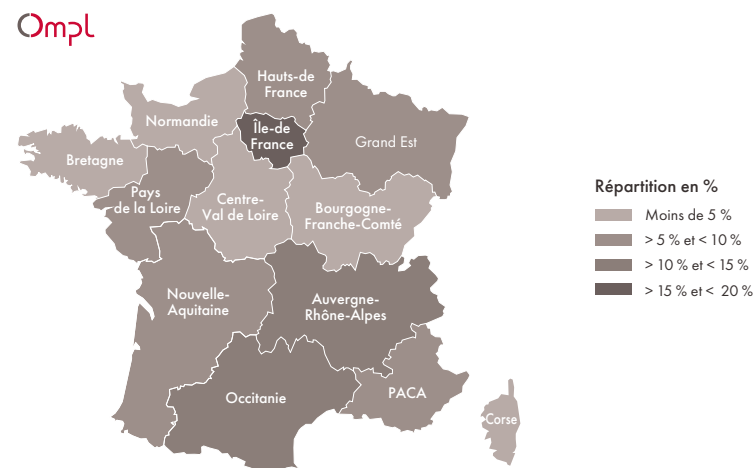 Ompl
Hauts-de
France
Normandie
Île-de
France
Grand Est
Bretagne
Pays
de la Loire
Centre-
Val de Loire
Bourgogne-
Franche-Comté
Répartition en %
Moins de 5 %
> 5 % et < 10 %
> 10 % et < 15 %
> 15 % et < 20 %
Nouvelle-
Aquitaine
Auvergne-
Rhône-Alpes
Occitanie
PACA
Corse